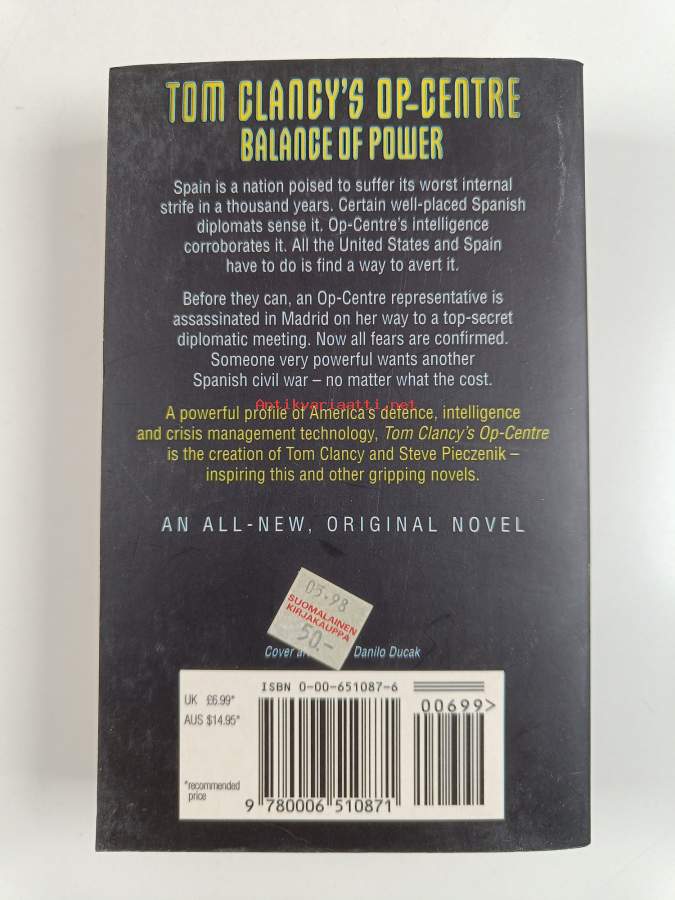 TOM CLANCY'S OP-CENTRE
BALANCE OF POWER
Spain is a nation poised to suffer its worst internal
strife in a thousand years. Certain well-placed Spanish
diplomats sense it. Op-Centre's intelligence
corroborates it. All the United States and Spain
have to do is find a way to avert it.
Before they can, an Op-Centre representative is
assassinated in Madrid on her way to a top-secret
diplomatic meeting. Now all fears are confirmed.
Someone very powerful wants another
Spanish civil war – no matter what the cost.
Antikvariaatti.net
A powerful profile of America's defence, intelligence
and crisis management technology, Tom Clancy's Op-Centre
is the creation of Tom Clancy and Steve Pieczenik –
inspiring this and other gripping novels.
AN ALL-NEW, ORIGINAL NOVEL
03.98
SUOMALAINEN
KIRJAKAUPPA
50.-
Cover Danilo Ducak
ISBN 0-00-651087-6
UK £6.99*
AUS $14.95*
00699>
*recommended
price
9 780006 510871